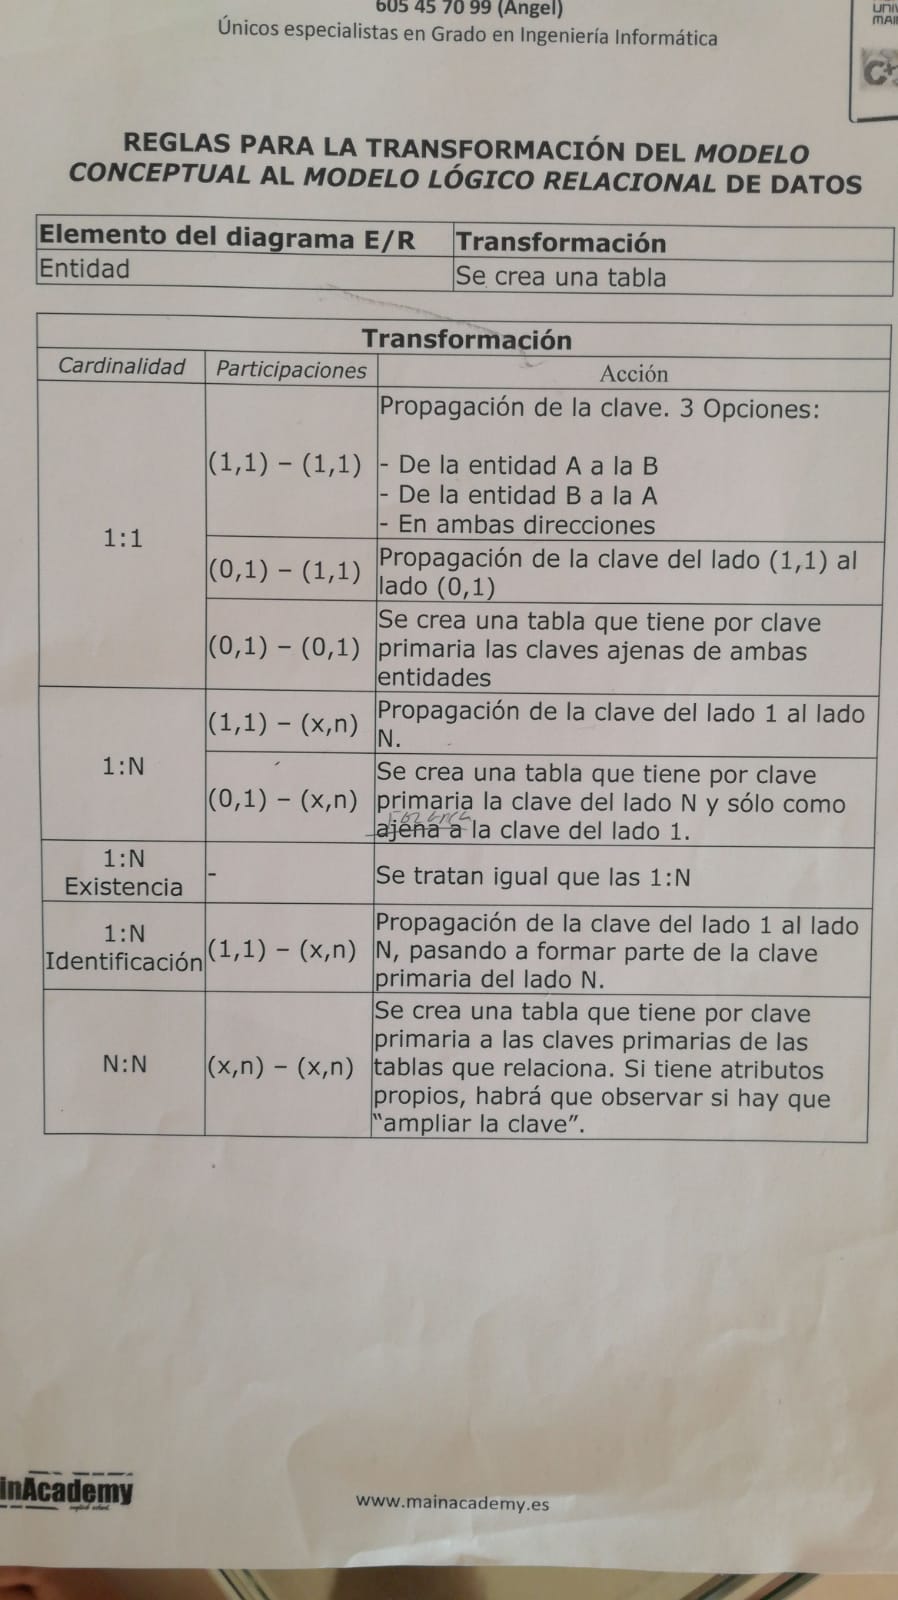 605 45 70 99 (Ángel)
Únicos especialistas en Grado en Ingeniería Informática
REGLAS PARA LA TRANSFORMACIÓN DEL MODELO
CONCEPTUAL AL MODELO LÓGICO RELACIONAL DE DATOS
Elemento del diagrama E/R Transformación
Entidad Se crea una tabla
Transformación
Cardinalidad Participaciones Acción
1:1
(1,1) – (1,1)
Propagación de la clave. 3 Opciones:
- De la entidad A a la B
- De la entidad B a la A
- En ambas direcciones
(0,1) – (1,1)
Propagación de la clave del lado (1,1) al
lado (0,1)
(0,1) – (0,1)
Se crea una tabla que tiene por clave
primaria las claves ajenas de ambas
entidades
1:N
(1,1) – (x,n)
Propagación de la clave del lado 1 al lado
N.
(0,1) – (x,n)
Se crea una tabla que tiene por clave
primaria la clave del lado N y sólo como
ajena a la clave del lado 1.
1:N
Existencia
-
Se tratan igual que las 1:N
1:N
Identificación
(1,1) – (x,n)
Propagación de la clave del lado 1 al lado
N, pasando a formar parte de la clave
primaria del lado N.
N:N
(x,n) – (x,n)
Se crea una tabla que tiene por clave
primaria a las claves primarias de las
tablas que relaciona. Si tiene atributos
propios, habrá que observar si hay que
“ampliar la clave”.
inAcademy
www.mainacademy.es